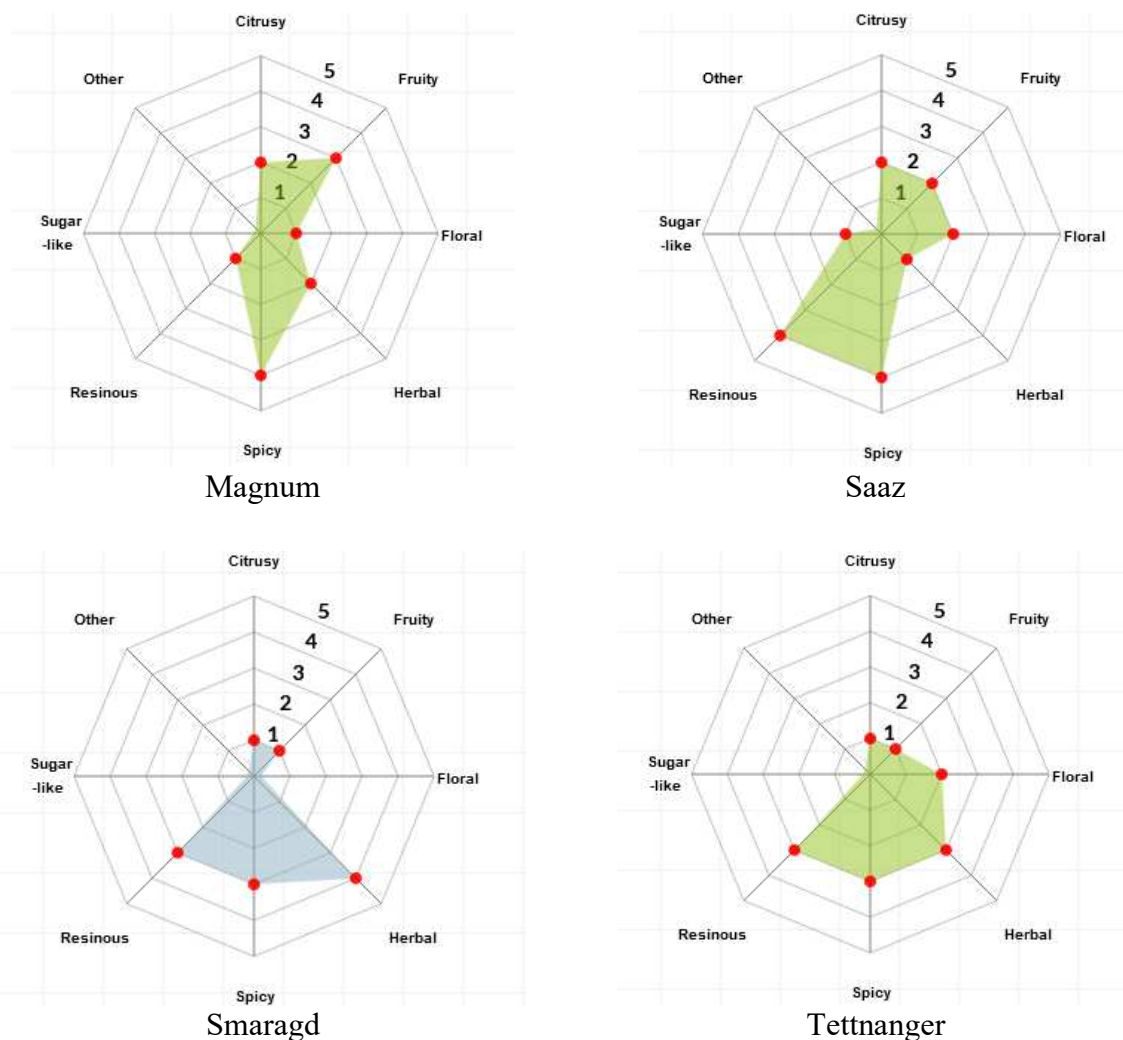 Citrusy
Other
5
Fruity
4
3
2
1
Sugar
-like
Floral
Resinous
Herbal
Spicy
Magnum
Citrusy
Other
5
Fruity
4
3
2
1
Sugar
-like
Floral
Resinous
Herbal
Spicy
Saaz
Citrusy
Other
5
Fruity
4
3
2
1
Sugar
-like
Floral
Resinous
Herbal
Spicy
Smaragd
Citrusy
Other
5
Fruity
4
3
2
1
Sugar
-like
Floral
Resinous
Herbal
Spicy
Tettnanger